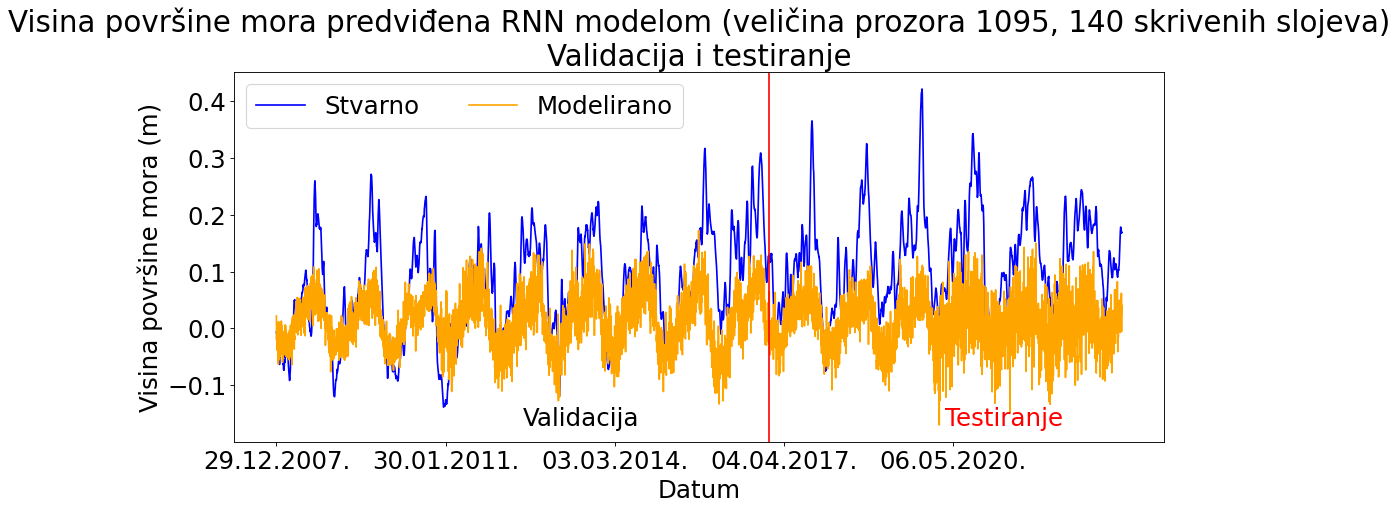 Visina površine mora predviđena RNN modelom (veličina prozora 1095, 140 skrivenih slojeva)
Validacija i testiranje
Stvarno
Modelirano
Visina površine mora (m)
0.4
0.3
0.2
0.1
0.0
−0.1
Validacija
Testiranje
29.12.2007.
30.01.2011.
03.03.2014.
04.04.2017.
06.05.2020.
Datum